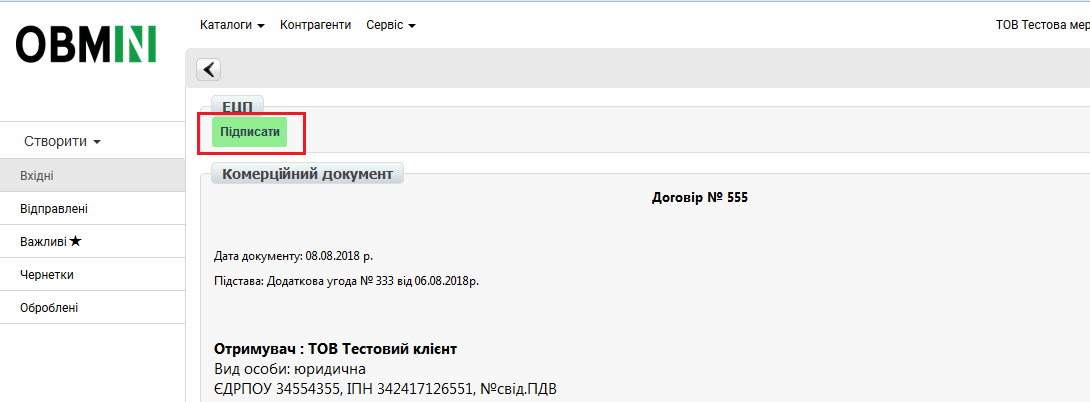 OBMIN
Каталоги Контрагенти Сервіс
ТОВ Тестова мер
ЕЦП
Підписати
Створити
Вхідні
Відправлені
Важливі
Чернетки
Оброблені
Комерційний документ
Договір № 555
Дата документу: 08.08.2018 р.
Підстава: Додаткова угода № 333 від 06.08.2018р.
Отримувач : ТОВ Тестовий клієнт
Вид особи: юридична
ЄДРПОУ 34554355, ІПН 342417126551, №свід.ПДВ